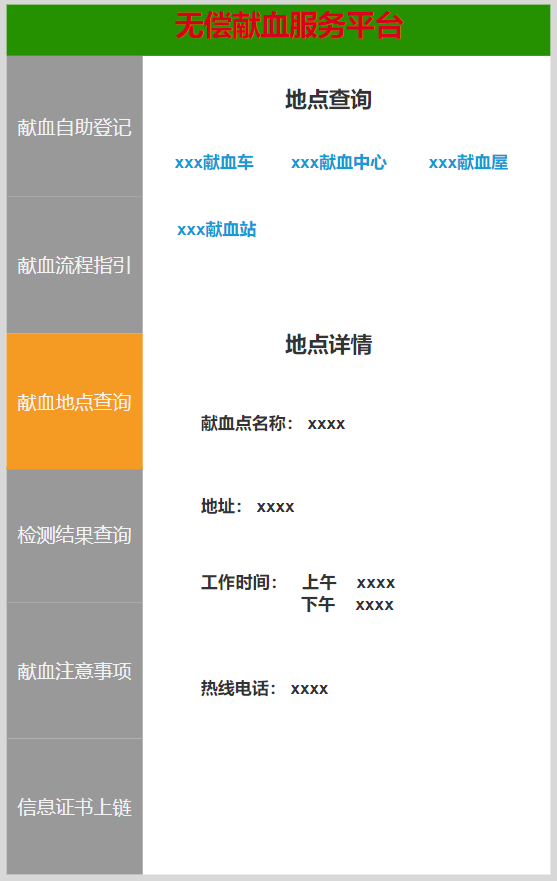 无偿献血服务平台
献血自助登记
献血流程指引
献血地点查询
检测结果查询
献血注意事项
信息证书上链
地点查询
xxx献血车 xxx献血中心 xxx献血屋
xxx献血站
地点详情
献血点名称： xxxx
地址： xxxx
工作时间： 上午 xxxx
下午 xxxx
热线电话： xxxx